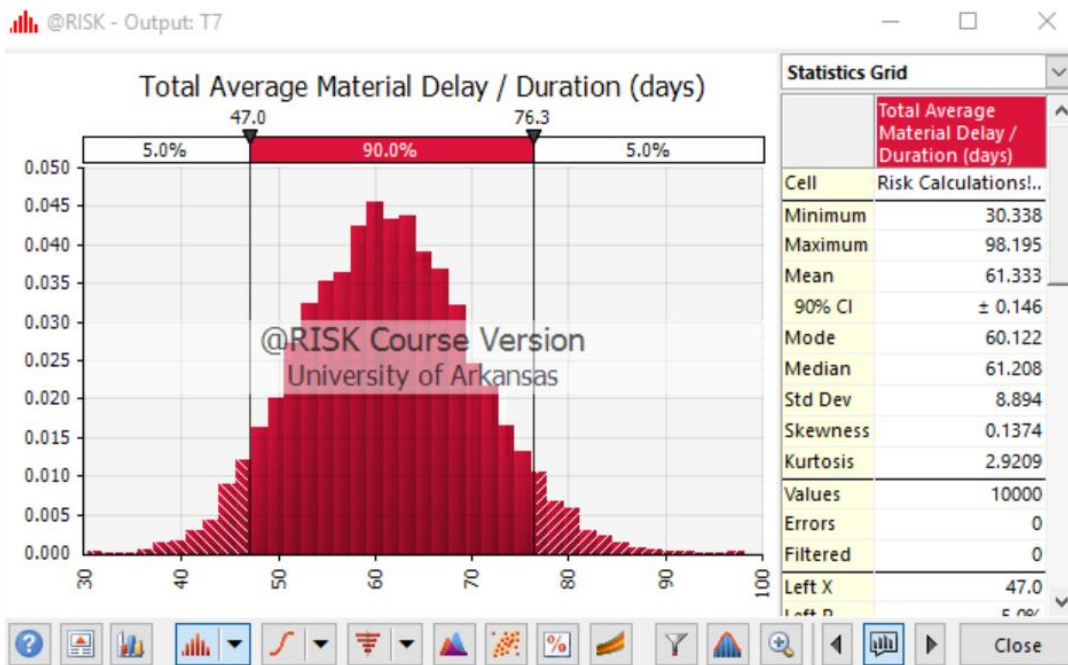 @RISK - Output: T7
Total Average Material Delay / Duration (days)
47.0 76.3
5.0% 90.0% 5.0%
0.050
0.045
0.040
0.035
0.030
0.025
0.020
0.015
0.010
0.005
0.000
@RISK Course Version
University of Arkansas
30 40 50 60 70 80 90 100
Statistics Grid
Total Average
Material Delay /
Duration (days)
Cell Risk Calculations!..
Minimum 30.338
Maximum 98.195
Mean 61.333
90% CI ± 0.146
Mode 60.122
Median 61.208
Std Dev 8.894
Skewness 0.1374
Kurtosis 2.9209
Values 10000
Errors 0
Filtered 0
Left X 47.0
Left P 5.0%
? % Close